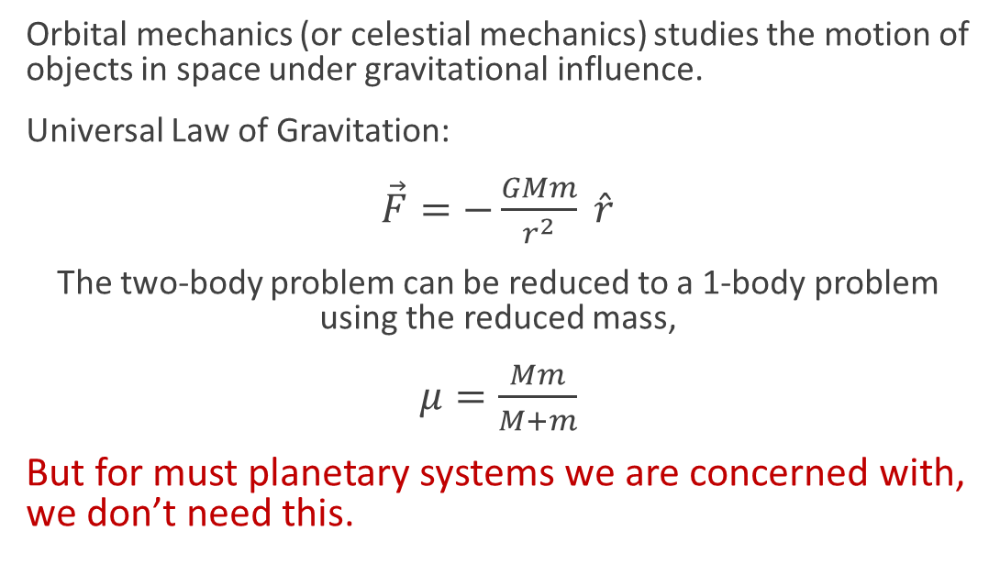 Orbital mechanics (or celestial mechanics) studies the motion of
objects in space under gravitational influence.
Universal Law of Gravitation:
$\vec{F} = -\frac{GMm}{r^2}\ \hat{r}$
The two-body problem can be reduced to a 1-body problem
using the reduced mass,
$\mu = \frac{Mm}{M+m}$
But for must planetary systems we are concerned with,
we don’t need this.